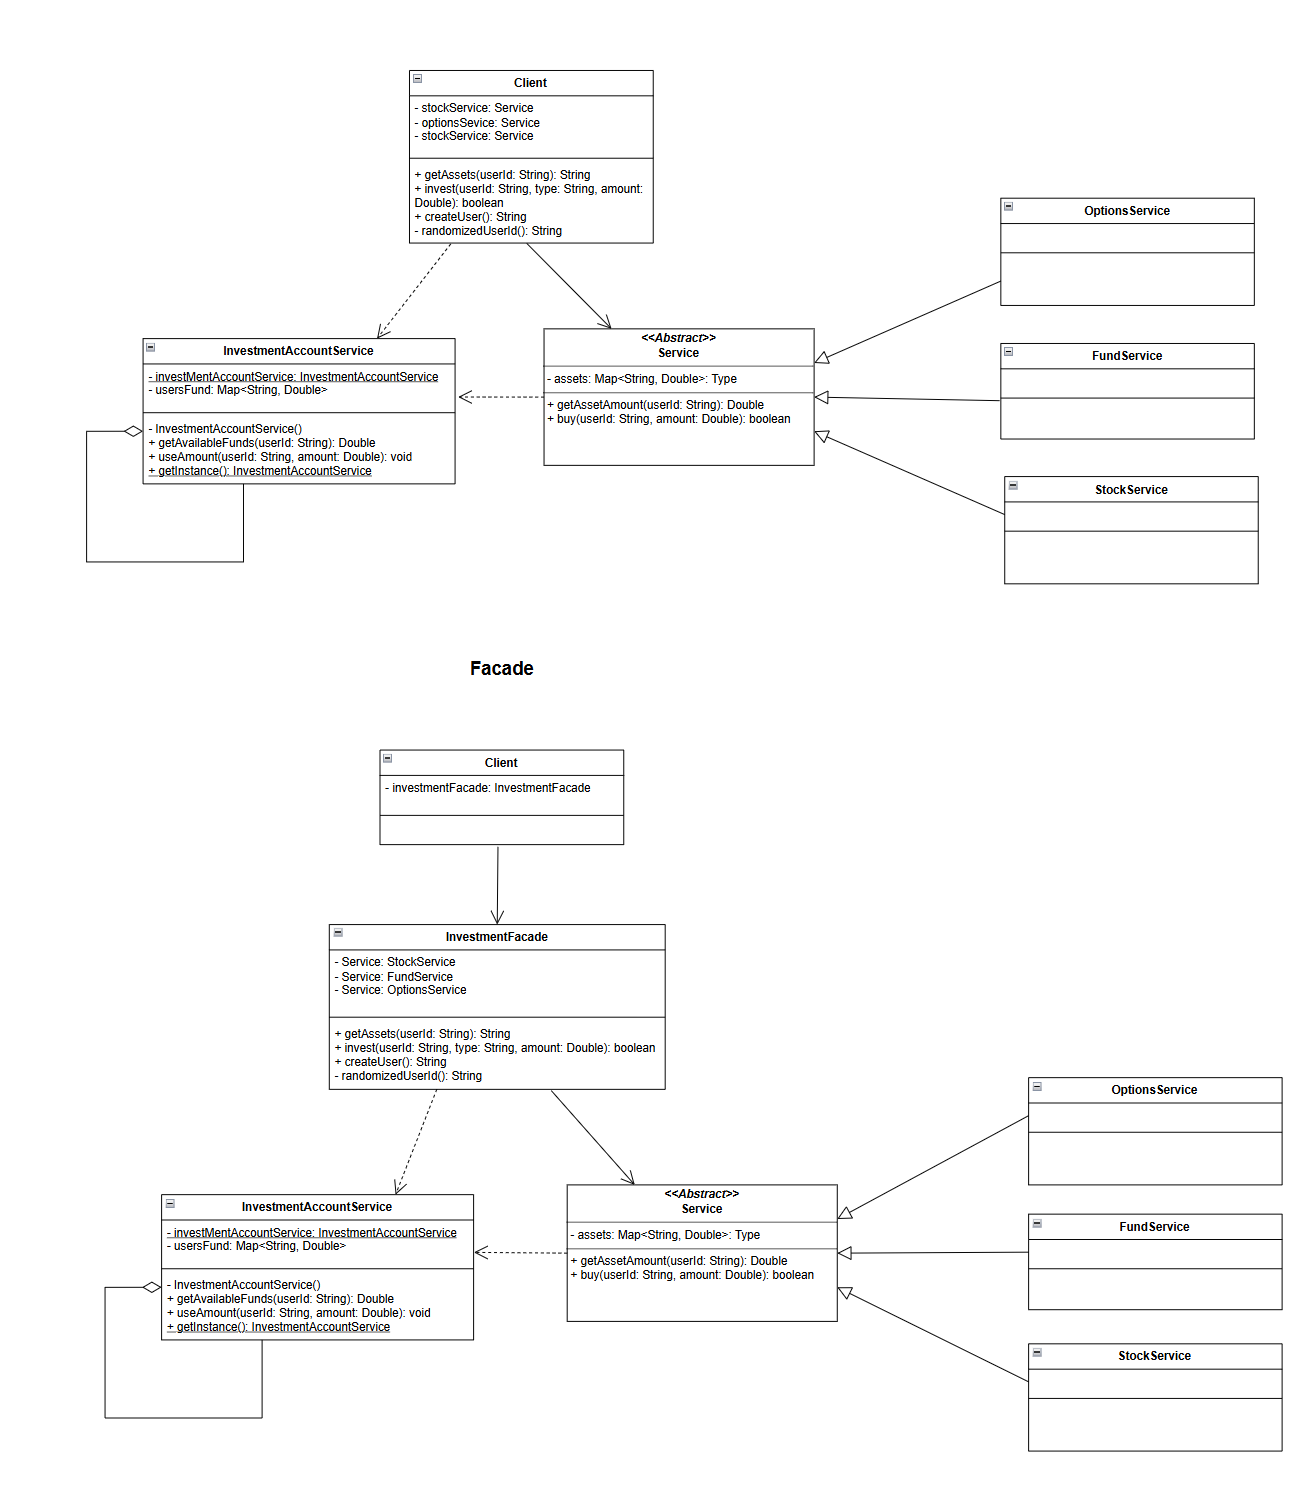 Client
- stockService: Service
- optionsSevice: Service
- stockService: Service
+ getAssets(userId: String): String
+ invest(userId: String, type: String, amount:
Double): boolean
+ createUser(): String
- randomizedUserId(): String
OptionsService
InvestmentAccountService
- investMentAccountService: InvestmentAccountService
- usersFund: Map<String, Double>
- InvestmentAccountService()
+ getAvailableFunds(userId: String): Double
+ useAmount(userId: String, amount: Double): void
+ getInstance(): InvestmentAccountService
<<Abstract>>
Service
- assets: Map<String, Double>: Type
+ getAssetAmount(userId: String): Double
+ buy(userId: String, amount: Double): boolean
FundService
StockService
Facade
Client
- investmentFacade: InvestmentFacade
InvestmentFacade
- Service: StockService
- Service: FundService
- Service: OptionsService
+ getAssets(userId: String): String
+ invest(userId: String, type: String, amount: Double): boolean
+ createUser(): String
- randomizedUserId(): String
OptionsService
InvestmentAccountService
- investMentAccountService: InvestmentAccountService
- usersFund: Map<String, Double>
- InvestmentAccountService()
+ getAvailableFunds(userId: String): Double
+ useAmount(userId: String, amount: Double): void
+ getInstance(): InvestmentAccountService
<<Abstract>>
Service
- assets: Map<String, Double>: Type
+ getAssetAmount(userId: String): Double
+ buy(userId: String, amount: Double): boolean
FundService
StockService